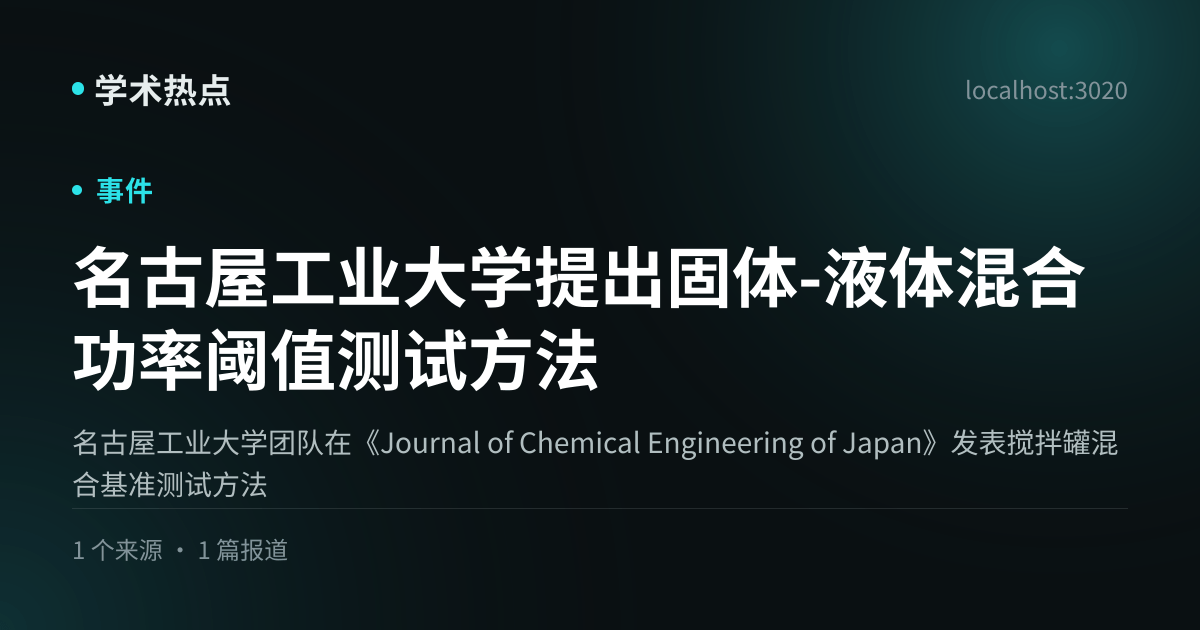 学术热点
localhost:3020
事件
名古屋工业大学提出固体-液体混合
功率阈值测试方法
名古屋工业大学团队在《Journal of Chemical Engineering of Japan》发表搅拌罐混
合基准测试方法
1 个来源 · 1 篇报道